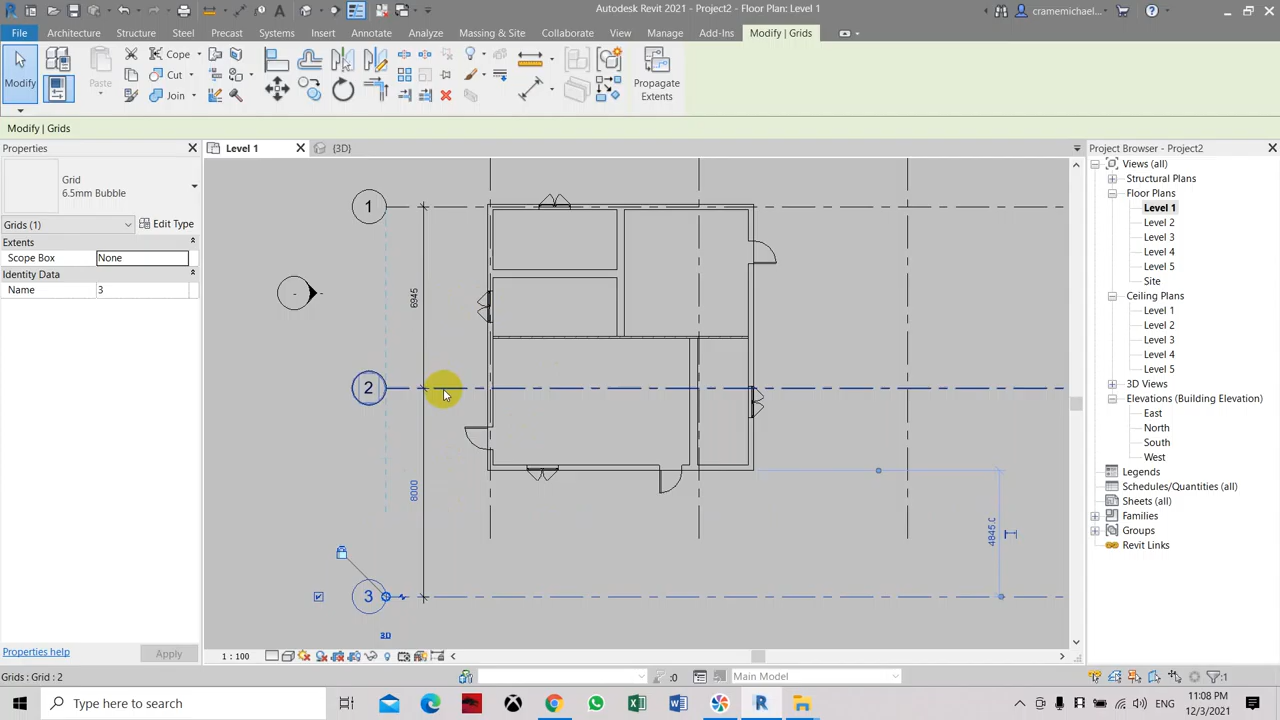 Autodesk Revit 2021 - Project2 - Floor Plan: Level 1
cramemichael...
File Architecture Structure Steel Precast Systems Insert Annotate Analyze Massing & Site Collaborate View Manage Add-Ins Modify | Grids
Modify
Paste
Cope
Cut
Join
Propagate
Extents
Modify | Grids
Properties
Level 1
{3D}
Project Browser - Project2
Grid
6.5mm Bubble
Grids (1)
Edit Type
Extents
Scope Box None
Identity Data
Name 3
Properties help
Apply
1
2
3
6945
8000
4845.0
3D
Views (all)
Structural Plans
Floor Plans
Level 1
Level 2
Level 3
Level 4
Level 5
Site
Ceiling Plans
Level 1
Level 2
Level 3
Level 4
Level 5
3D Views
Elevations (Building Elevation)
East
North
South
West
Legends
Schedules/Quantities (all)
Sheets (all)
Families
Groups
Revit Links
1 : 100
Grids : Grid : 2
:0
Main Model
:1
Type here to search
ENG
11:08 PM
12/3/2021